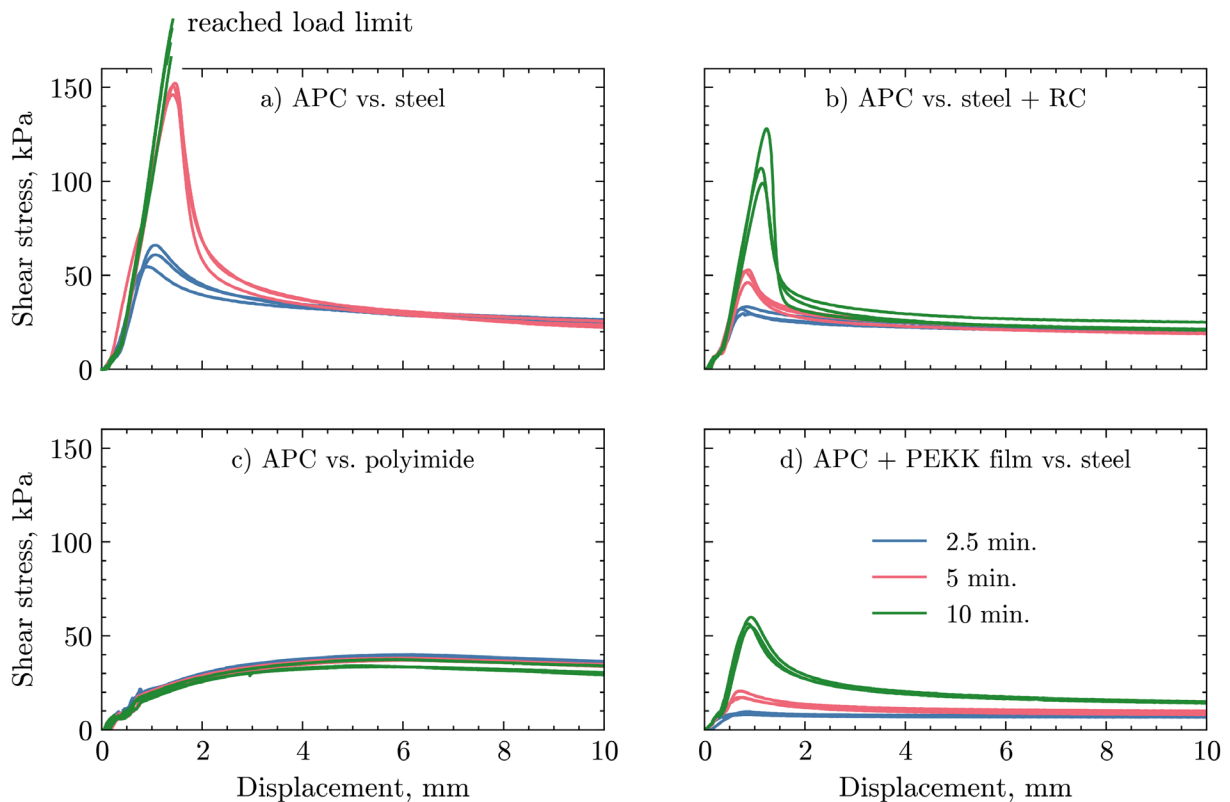 reached load limit
a) APC vs. steel
b) APC vs. steel + RC
150
100
50
0
Shear stress, kPa
c) APC vs. polyimide
d) APC + PEKK film vs. steel
150
100
50
0
Shear stress, kPa
2.5 min.
5 min.
10 min.
0 2 4 6 8 10
0 2 4 6 8 10
Displacement, mm
Displacement, mm